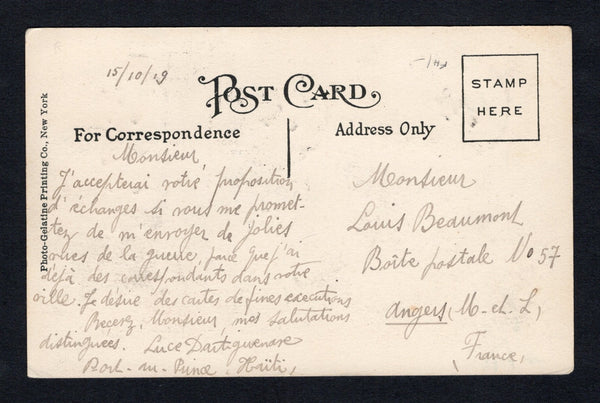 15/10/19
POST CARD
STAMP
HERE
For Correspondence
Address Only
Photo-Gelatine Printing Co., New York
Monsieur
J'accepterai votre proposition
d'échanges si vous me promet-
tez de m'envoyer de jolies
vues de la guerre, parce que j'ai
déjà des correspondants dans votre
ville. Je désire des cartes de fines exécutions
Recevez, Monsieur, mes salutations
distinguées. Luce Dartiguenave
Port-au-Prince, Haïti,
Monsieur
Louis Beaumont
Boîte postale No 57
Angers (M-et-L)
France,